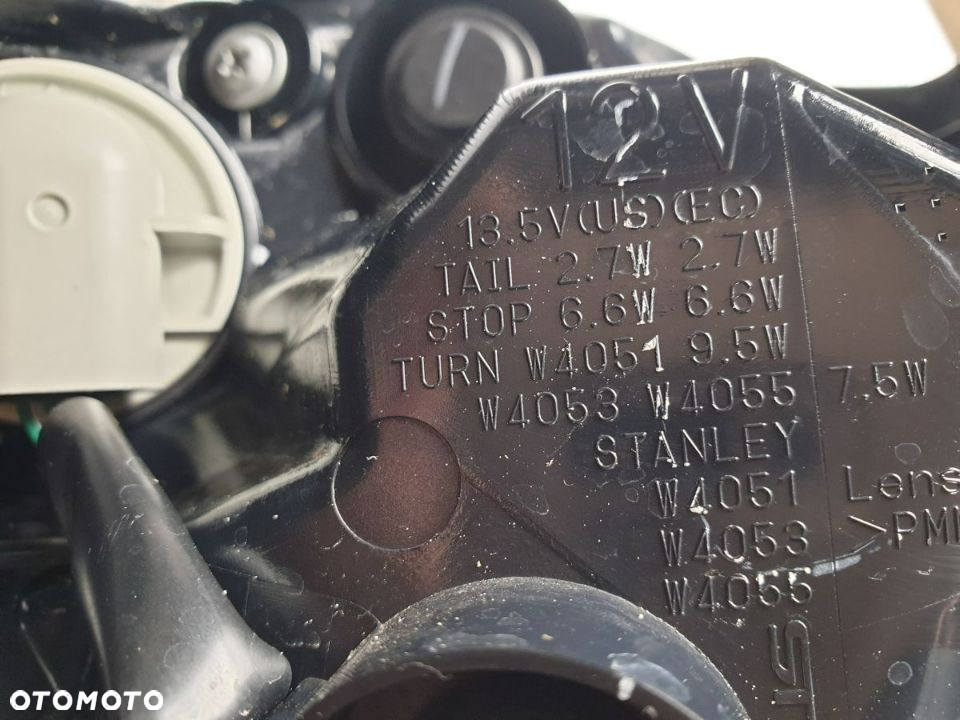 12V
13.5V(US)(EC)
TAIL 2.7W 2.7W
STOP 6.6W 6.6W
TURN W4051 9.5W
W4053 W4055 7.5W
STANLEY
W4051 Lens
W4053 >PM
W4055
OTOMOTO